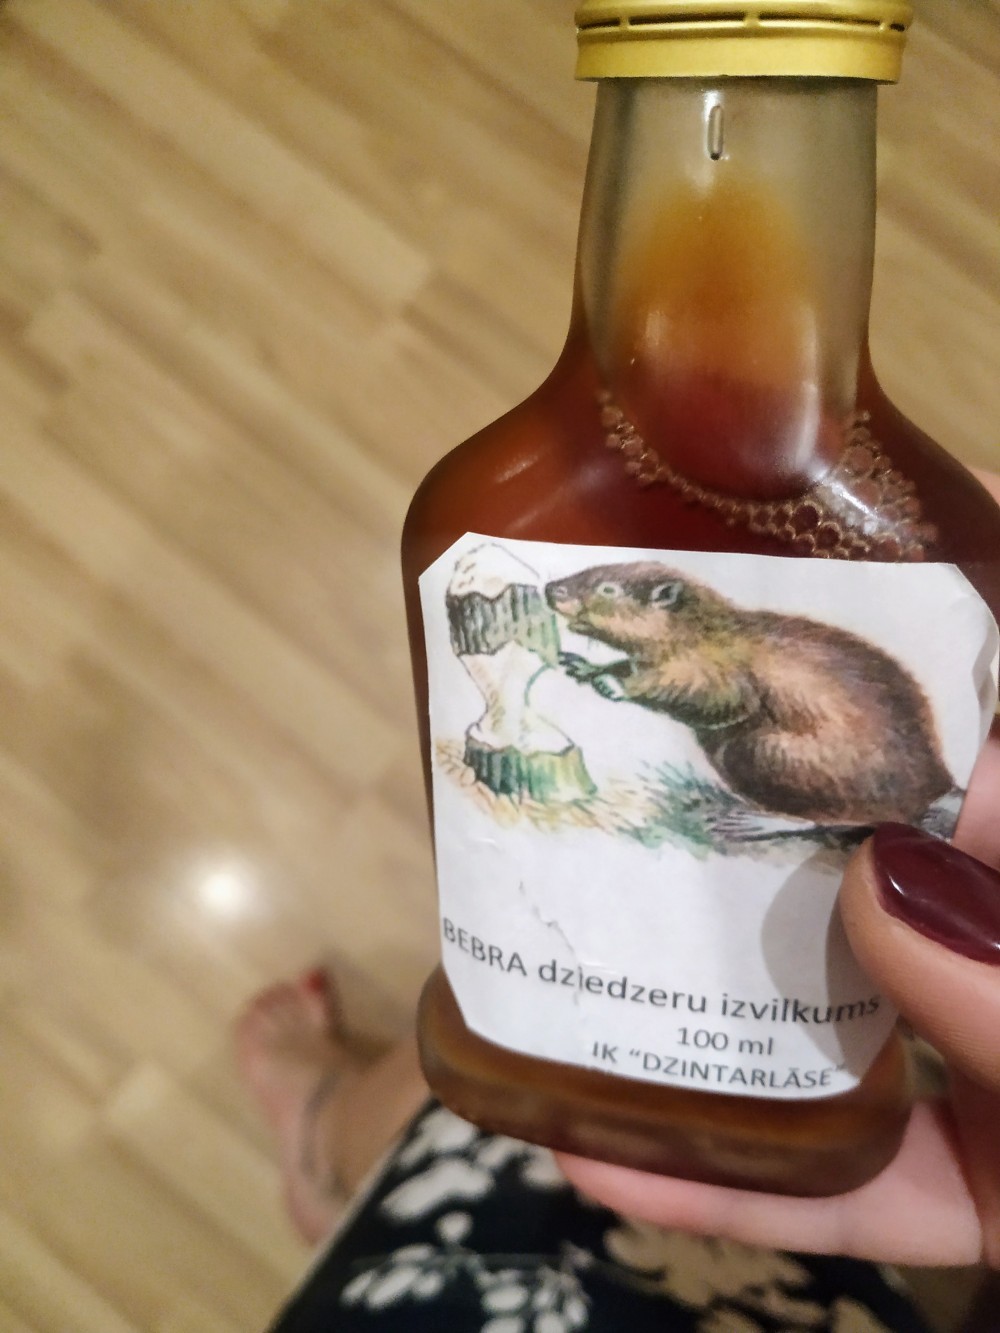 BEBRA dziedzeru izvilkums
100 ml
IK “DZINTARLĀSE”